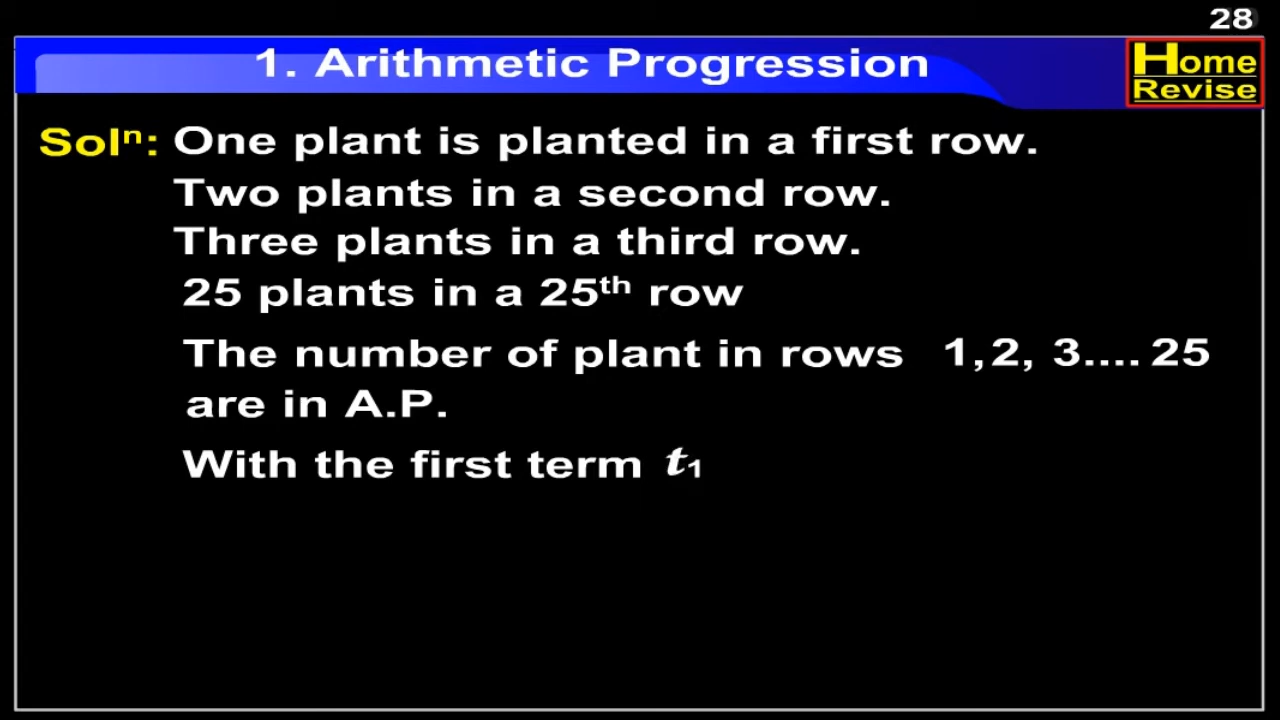 28
1. Arithmetic Progression
Home
Revise
Solⁿ: One plant is planted in a first row.
Two plants in a second row.
Three plants in a third row.
25 plants in a 25ᵗʰ row
The number of plant in rows 1, 2, 3.... 25
are in A.P.
With the first term t₁